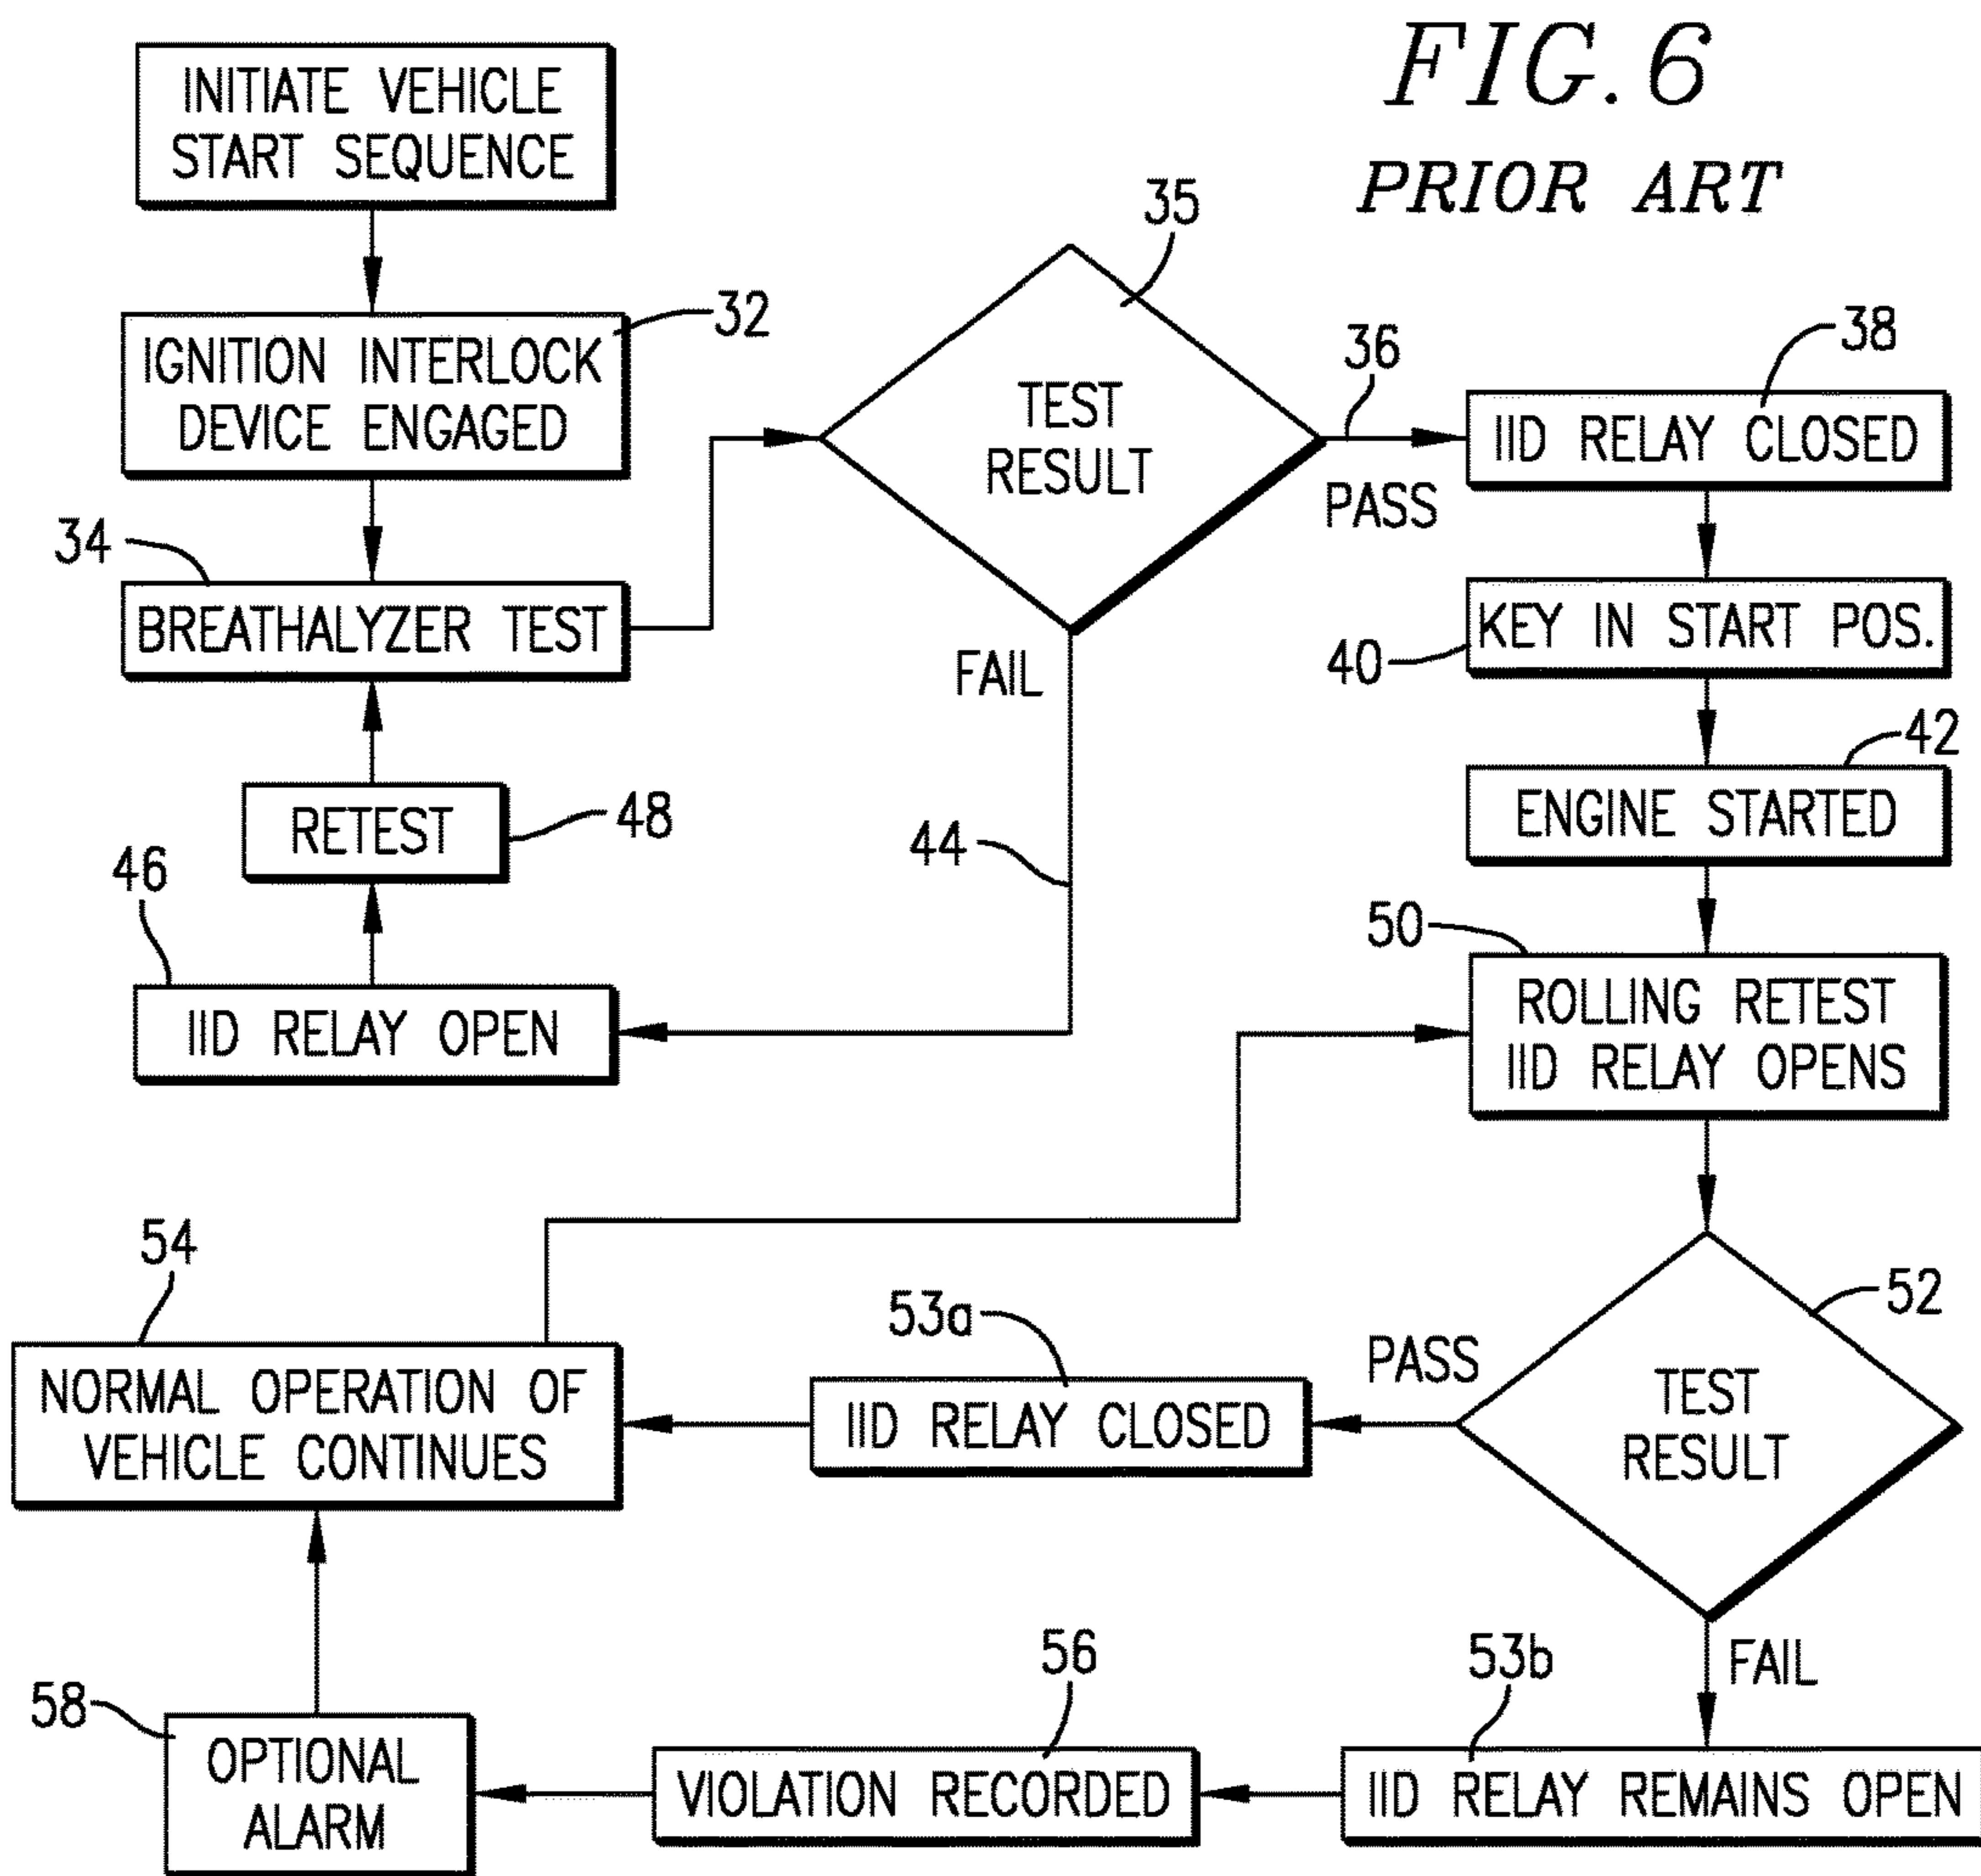 FIG. 6
PRIOR ART
INITIATE VEHICLE
START SEQUENCE
32
IGNITION INTERLOCK
DEVICE ENGAGED
34
BREATHALYZER TEST
RETEST
48
46
IID RELAY OPEN
35
TEST
RESULT
36
PASS
FAIL
44
38
IID RELAY CLOSED
40
KEY IN START POS.
42
ENGINE STARTED
50
ROLLING RETEST
IID RELAY OPENS
52
TEST
RESULT
PASS
53a
IID RELAY CLOSED
54
NORMAL OPERATION OF
VEHICLE CONTINUES
FAIL
53b
IID RELAY REMAINS OPEN
56
VIOLATION RECORDED
58
OPTIONAL
ALARM